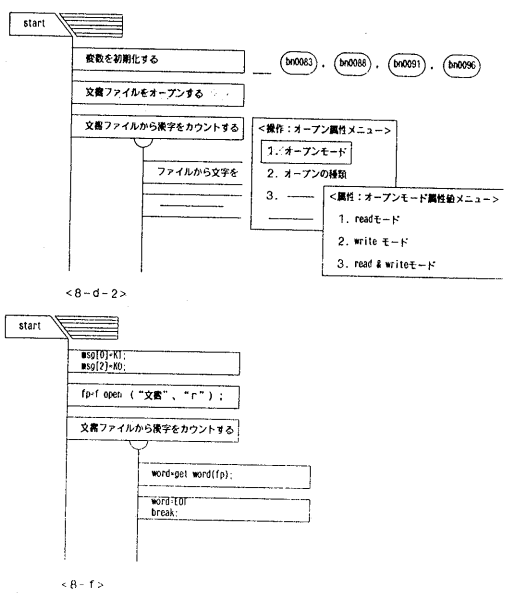 start
変数を初期化する
bn0083 , bn0088 , bn0091 , bn0096
文書ファイルをオープンする
文書ファイルから漢字をカウントする
<操作：オープン属性メニュー>
1. オープンモード
ファイルから文字を
2. オープンの種類
3.
<属性：オープンモード属性値メニュー>
1. readモード
2. write モード
3. read & writeモード
<8-d-2>
start
msg[0]=KI;
msg[2]=KO;
fp=f open ("文書"、"r");
文書ファイルから漢字をカウントする
word=get word(fp);
word=EOF
break;
<8-f>